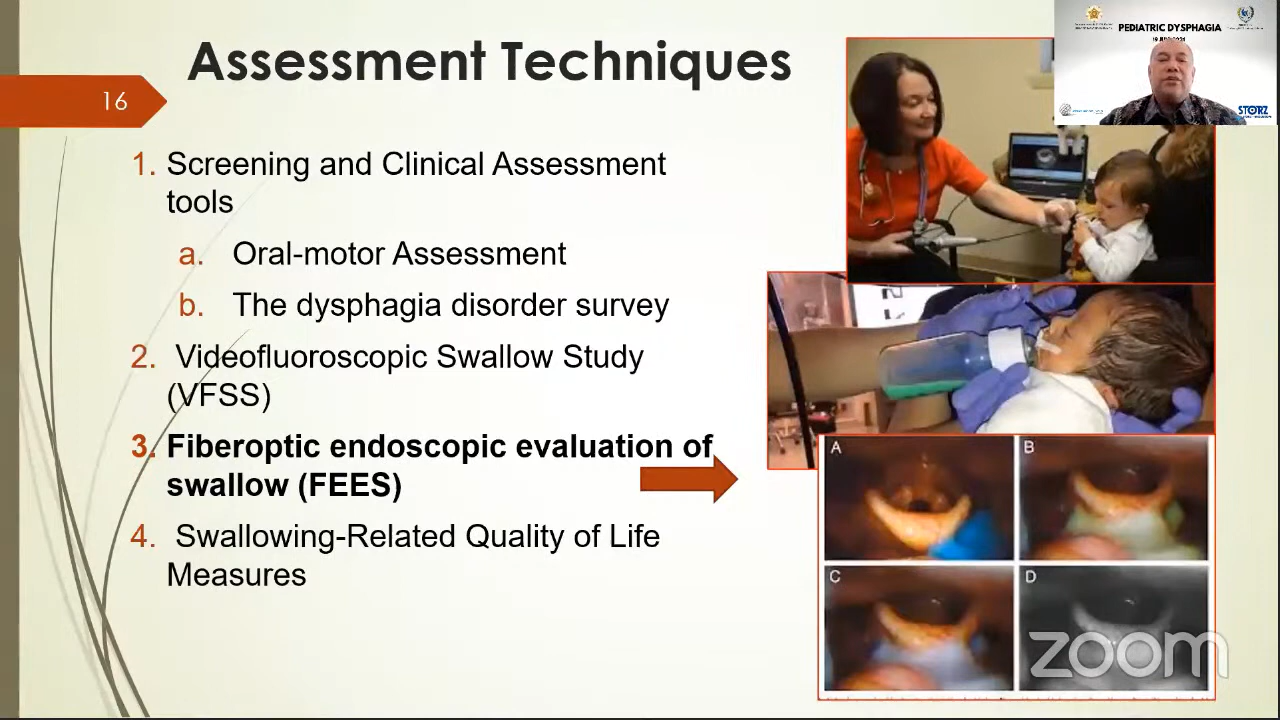 Assessment Techniques
16
1. Screening and Clinical Assessment
tools
a. Oral-motor Assessment
b. The dysphagia disorder survey
2. Videofluoroscopic Swallow Study
(VFSS)
3. Fiberoptic endoscopic evaluation of
swallow (FEES)
4. Swallowing-Related Quality of Life
Measures
PEDIATRIC DYSPHAGIA
STORZ
A
B
C
D
zoom